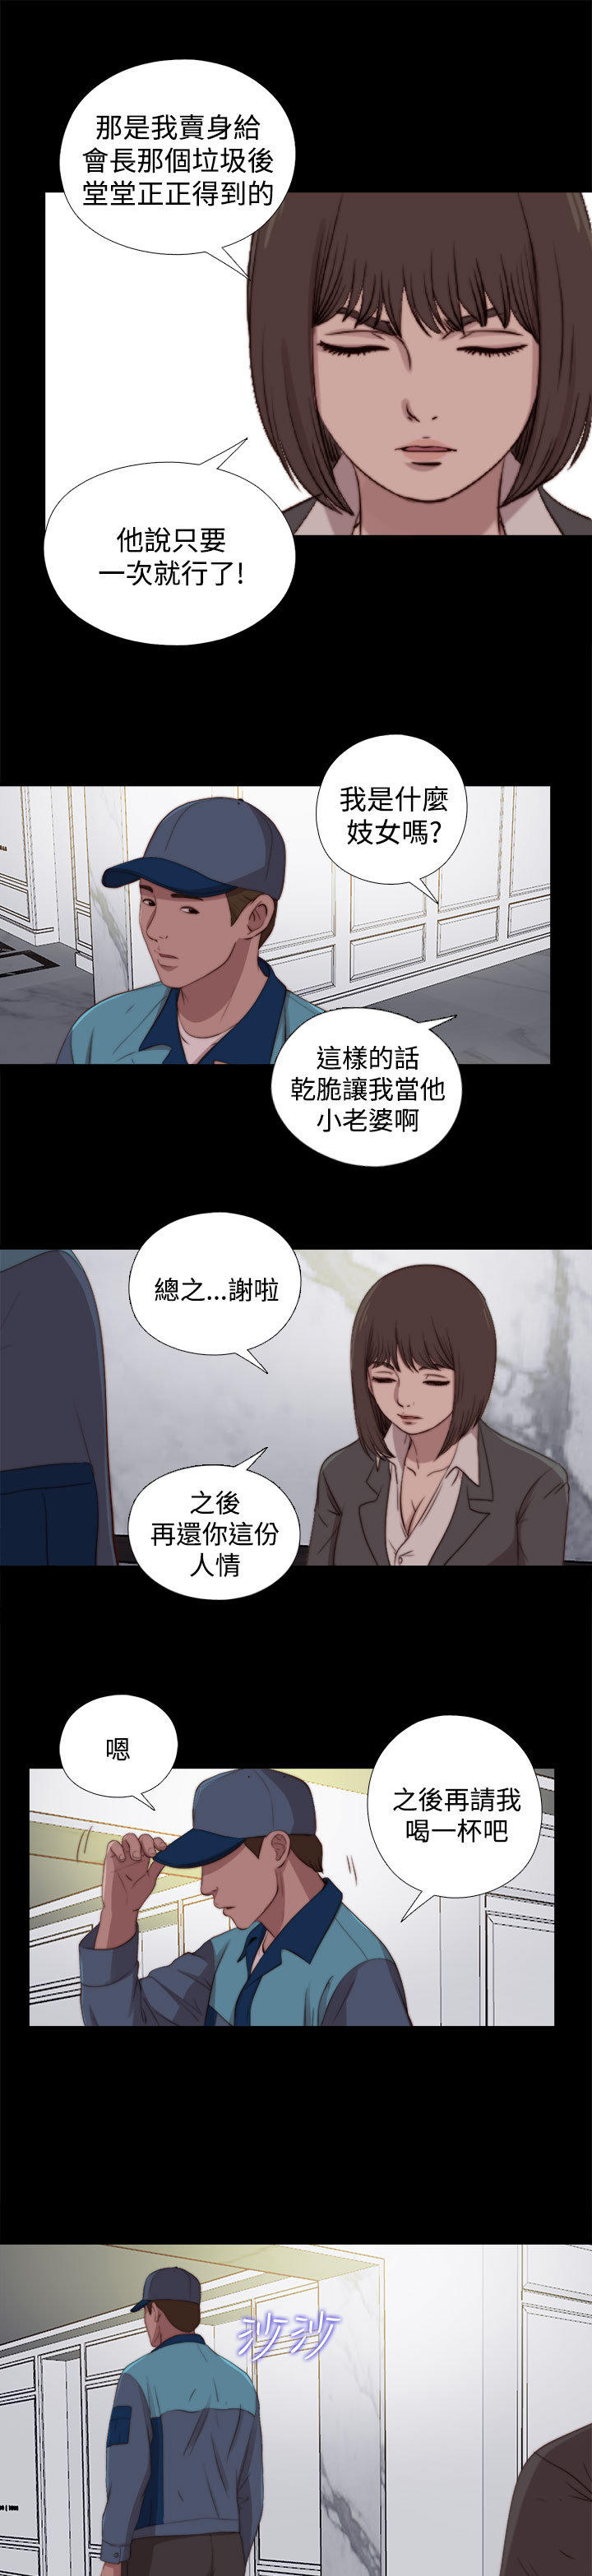 那是我賣身給
會長那個垃圾後
堂堂正正得到的
他說只要
一次就行了!
我是什麼
妓女嗎?
這樣的話
乾脆讓我當他
小老婆啊
總之...謝啦
之後
再還你這份
人情
嗯
之後再請我
喝一杯吧
沙沙